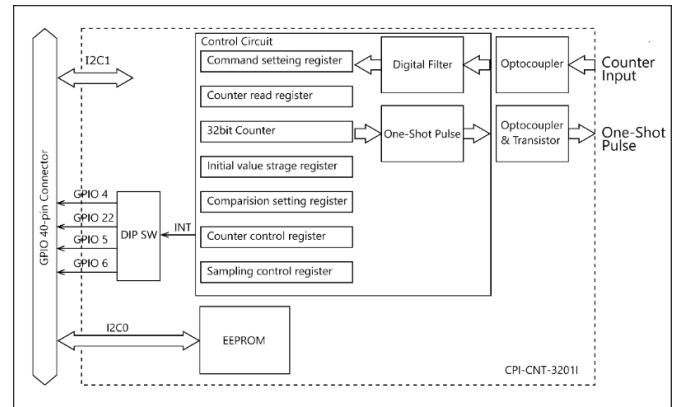 Control Circuit
I2C1
Command setteing register
Digital Filter
Optocoupler
Counter
Input
Counter read register
32bit Counter
One-Shot Pulse
Optocoupler
& Transistor
One-Shot
Pulse
Initial value strage register
GPIO 40-pin Connector
GPIO 4
GPIO 22
GPIO 5
GPIO 6
DIP SW
INT
Comparision setting register
Counter control register
Sampling control register
I2C0
EEPROM
CPI-CNT-3201I